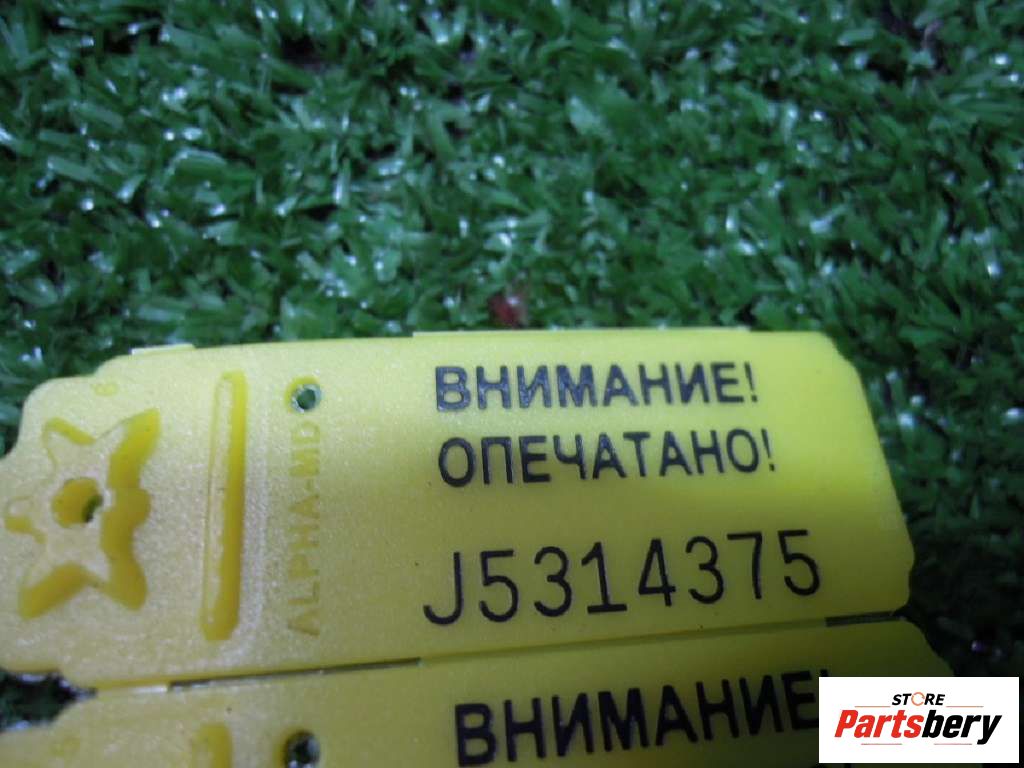 ВНИМАНИЕ!
ОПЕЧАТАНО!
J5314375
ALPHA-MD
ВНИМАНИЕ!
STORE
Partsbery